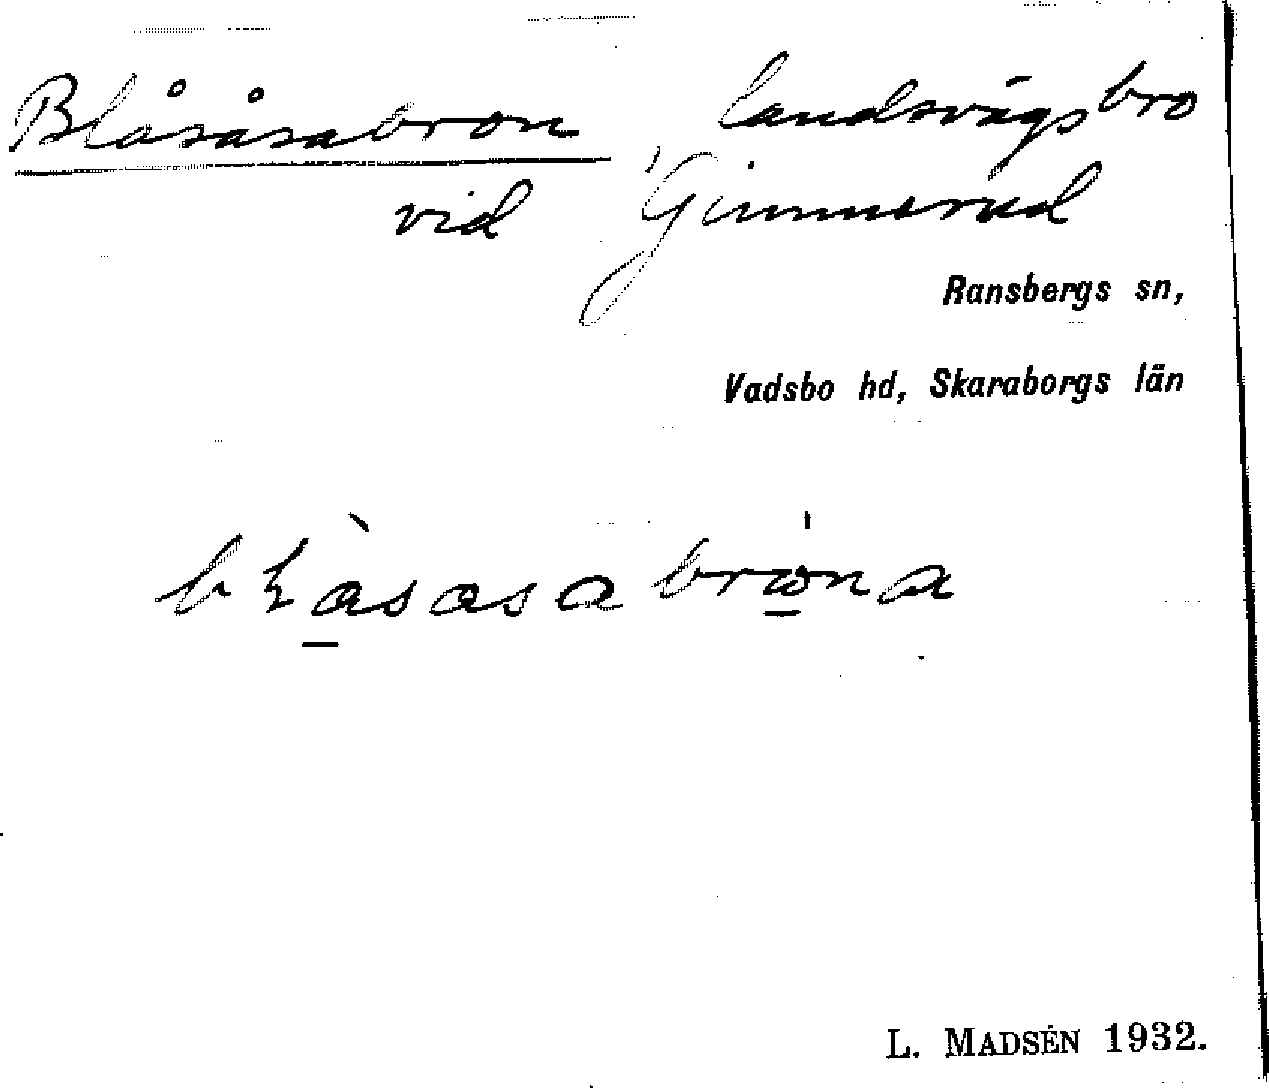 Blåsåsabron landsvägsbro
vid Gimmerud
Ransbergs sn,
Vadsbo hd, Skaraborgs län
L. MADSÉN 1932.